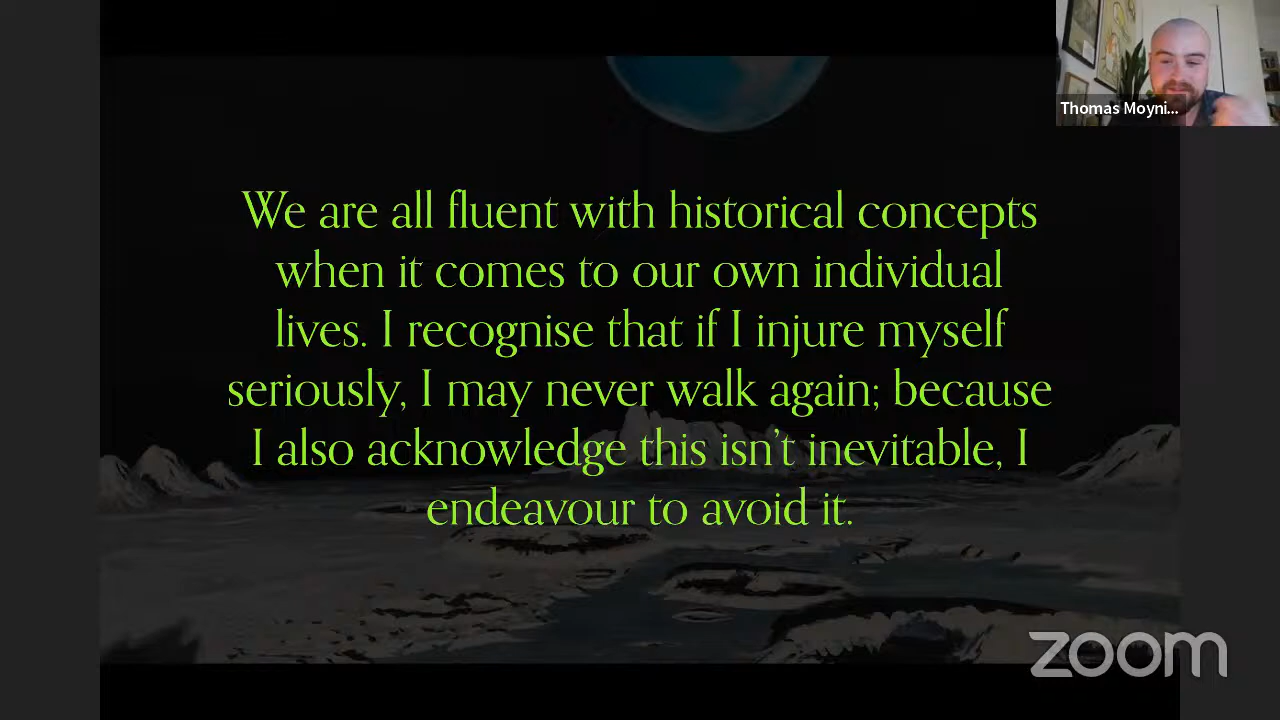 Thomas Moyni...
We are all fluent with historical concepts
when it comes to our own individual
lives. I recognise that if I injure myself
seriously, I may never walk again; because
I also acknowledge this isn't inevitable, I
endeavour to avoid it.
zoom